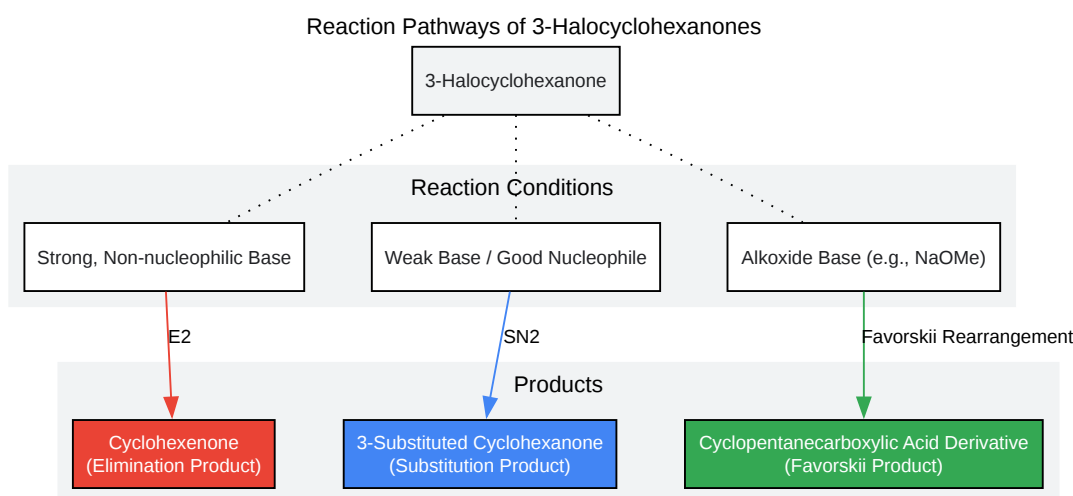 Reaction Pathways of 3-Halocyclohexanones
3-Halocyclohexanone
Reaction Conditions
Strong, Non-nucleophilic Base
Weak Base / Good Nucleophile
Alkoxide Base (e.g., NaOMe)
E2
SN2
Favorskii Rearrangement
Products
Cyclohexenone
(Elimination Product)
3-Substituted Cyclohexanone
(Substitution Product)
Cyclopentanecarboxylic Acid Derivative
(Favorskii Product)